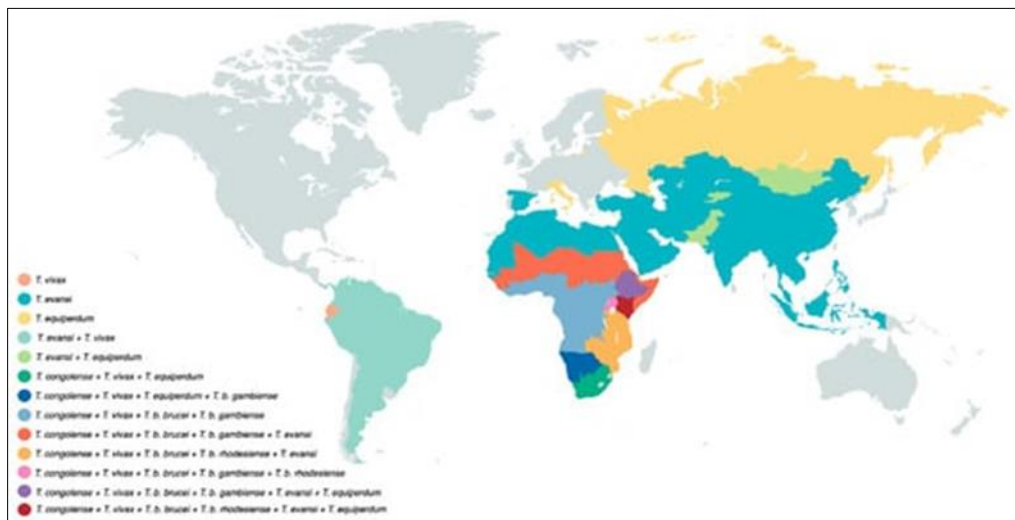 T. vivax
T. evansi
T. equiperdum
T. evansi + T. vivax
T. evansi + T. equiperdum
T. congolense + T. vivax + T. equiperdum
T. congolense + T. vivax + T. equiperdum + T. b. gambiense
T. congolense + T. vivax + T. b. brucei + T. b. gambiense
T. congolense + T. vivax + T. b. brucei + T. b. gambiense + T. evansi
T. congolense + T. vivax + T. b. brucei + T. b. rhodesiense + T. evansi
T. congolense + T. vivax + T. b. brucei + T. b. gambiense + T. b. rhodesiense
T. congolense + T. vivax + T. b. brucei + T. b. gambiense + T. evansi + T. equiperdum
T. congolense + T. vivax + T. b. brucei + T. b. rhodesiense + T. evansi + T. equiperdum